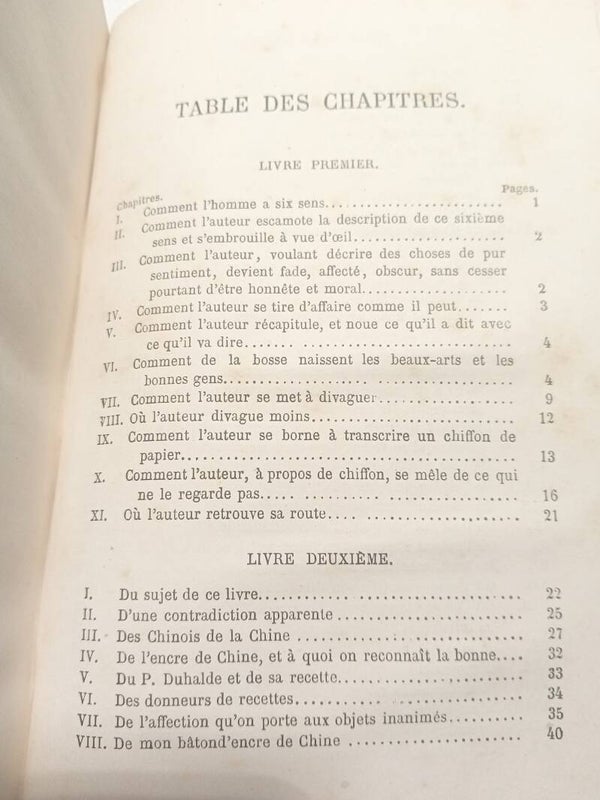 TABLE DES CHAPITRES.
LIVRE PREMIER.
Chapitres. Pages.
I. Comment l'homme a six sens........................ 1
II. Comment l'auteur escamote la description de ce sixième
sens et s'embrouille à vue d'œil.................... 2
III. Comment l'auteur, voulant décrire des choses de pur
sentiment, devient fade, affecté, obscur, sans cesser
pourtant d'être honnête et moral.................... 2
IV. Comment l'auteur se tire d'affaire comme il peut....... 3
V. Comment l'auteur récapitule, et noue ce qu'il a dit avec
ce qu'il va dire...... .......... .................. 4
VI. Comment de la bosse naissent les beaux-arts et les
bonnes gens..... .......... .................. 4
VII. Comment l'auteur se met à divaguer.................. 9
VIII. Où l'auteur divague moins.......................... 12
IX. Comment l'auteur se borne à transcrire un chiffon de
papier.......................................... 13
X. Comment l'auteur, à propos de chiffon, se mêle de ce qui
ne le regarde pas..... .......... ................. 16
XI. Où l'auteur retrouve sa route.... .................... 21
LIVRE DEUXIÈME.
I. Du sujet de ce livre................................ 22
II. D'une contradiction apparente ...................... 25
III. Des Chinois de la Chine ............................ 27
IV. De l'encre de Chine, et à quoi on reconnaît la bonne.... 32
V. Du P. Duhalde et de sa recette...................... 33
VI. Des donneurs de recettes............................ 34
VII. De l'affection qu'on porte aux objets inanimés.......... 35
VIII. De mon bâtond'encre de Chine ...................... 40